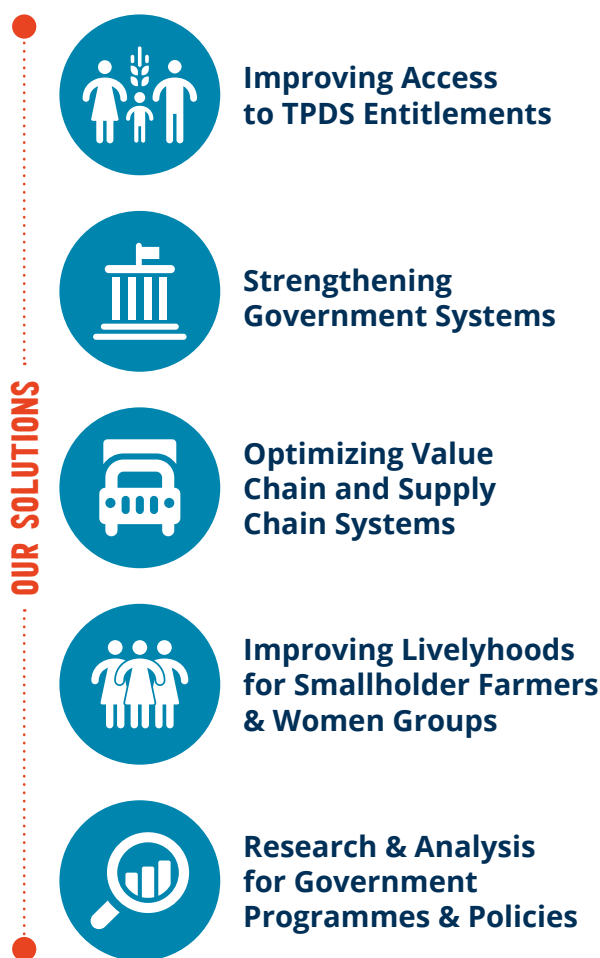 OUR SOLUTIONS
Improving Access
to TPDS Entitlements
Strengthening
Government Systems
Optimizing Value
Chain and Supply
Chain Systems
Improving Livelyhoods
for Smallholder Farmers
& Women Groups
Research & Analysis
for Government
Programmes & Policies